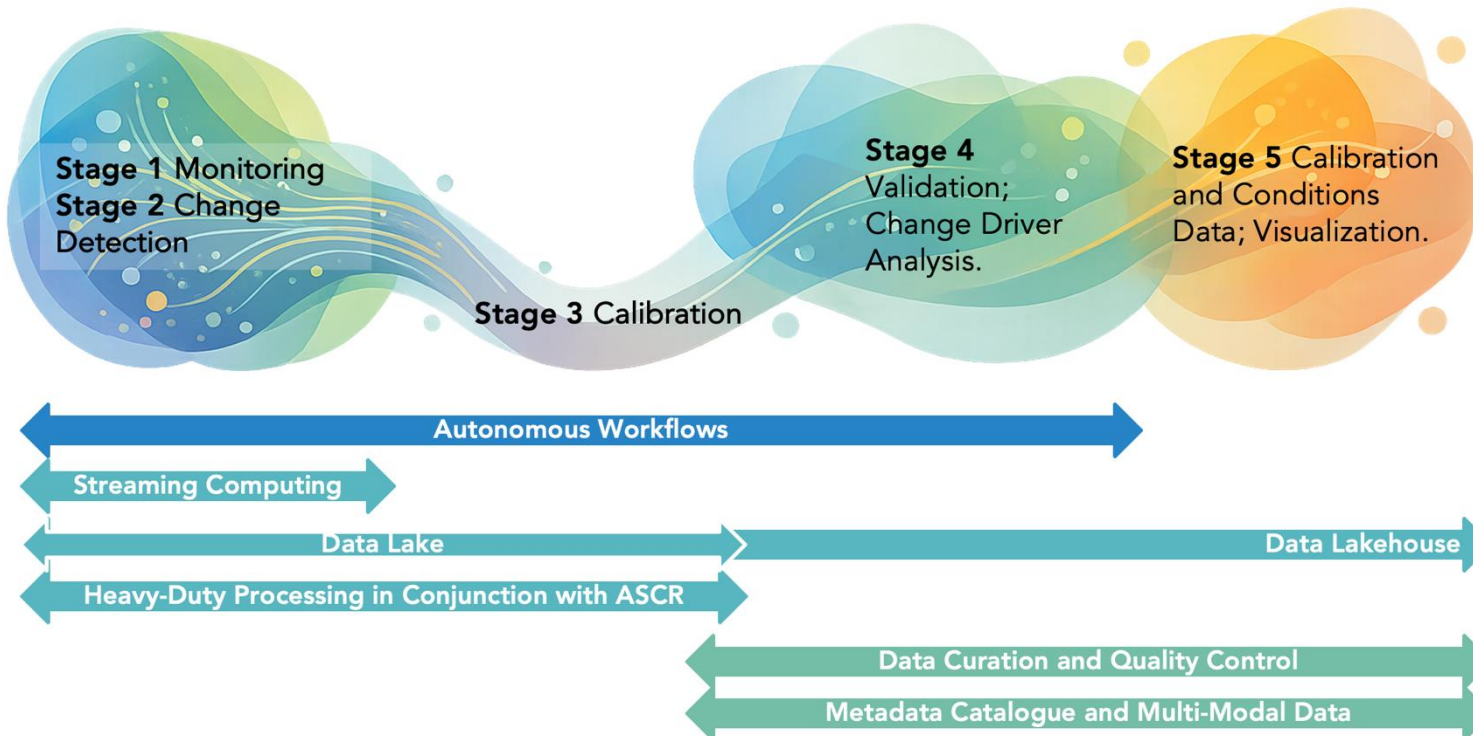 Stage 1 Monitoring
Stage 2 Change
Detection
Stage 3 Calibration
Stage 4
Validation;
Change Driver
Analysis.
Stage 5 Calibration
and Conditions
Data; Visualization.
Autonomous Workflows
Streaming Computing
Data Lake
Data Lakehouse
Heavy-Duty Processing in Conjunction with ASCR
Data Curation and Quality Control
Metadata Catalogue and Multi-Modal Data